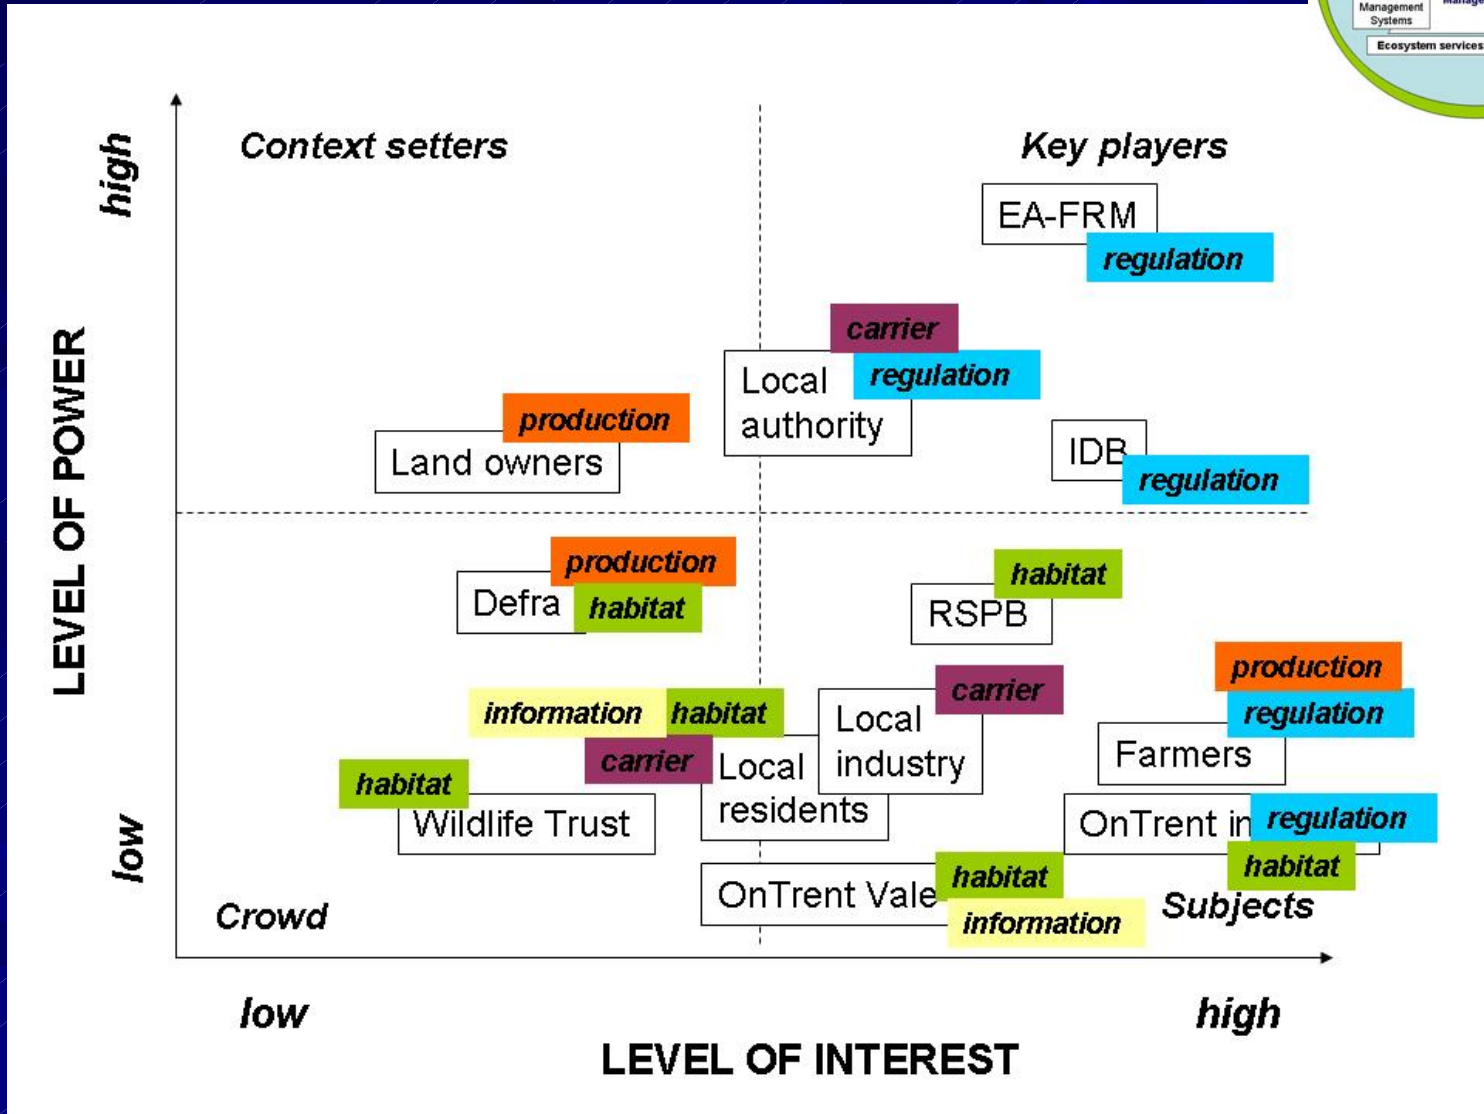 Management
Systems
Ecosystem services
high
Context setters
Key players
EA-FRM
regulation
carrier
Local
regulation
authority
production
Land owners
IDB
regulation
LEVEL OF POWER
production
Defra
habitat
habitat
RSPB
production
regulation
Farmers
carrier
Local
industry
information
habitat
carrier
Local
residents
habitat
Wildlife Trust
OnTrent in
regulation
habitat
OnTrent Vale
habitat
information
low
Crowd
Subjects
low
high
LEVEL OF INTEREST